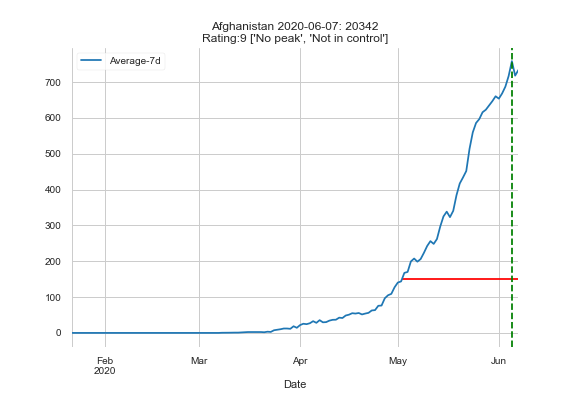 Afghanistan 2020-06-07: 20342
Rating:9 ['No peak', 'Not in control']
Average-7d
700
600
500
400
300
200
100
0
Feb
2020
Mar
Apr
May
Jun
Date